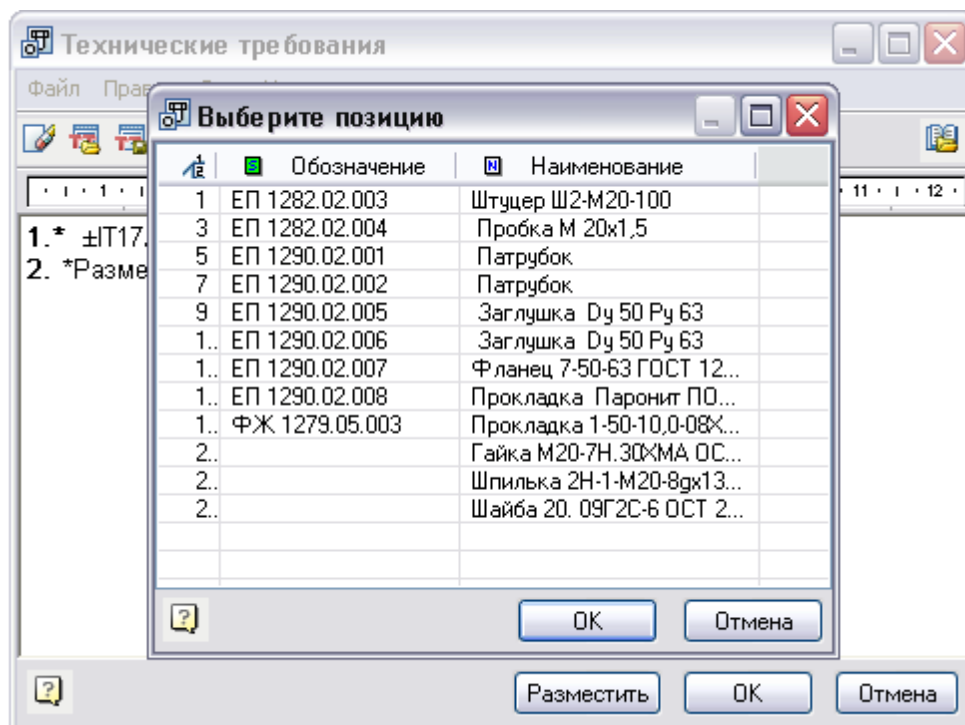 Технические требования
Файл Прав
Выберите позицию
Обозначение Наименование
1 ЕП 1282.02.003 Штуцер Ш2-М20-100
3 ЕП 1282.02.004 Пробка М 20х1,5
5 ЕП 1290.02.001 Патрубок
7 ЕП 1290.02.002 Патрубок
9 ЕП 1290.02.005 Заглушка Dy 50 Py 63
1.. ЕП 1290.02.006 Заглушка Dy 50 Py 63
1.. ЕП 1290.02.007 Фланец 7-50-63 ГОСТ 12...
1.. ЕП 1290.02.008 Прокладка Паронит ПО...
1.. ФЖ 1279.05.003 Прокладка 1-50-10,0-08Х...
2.. Гайка М20-7Н.30ХМА ОС...
2.. Шпилька 2Н-1-М20-8gх13...
2.. Шайба 20. 09Г2С-6 ОСТ 2...
1 11 12
1.* ±IT17.
2. *Разме
OK Отмена
Разместить OK Отмена